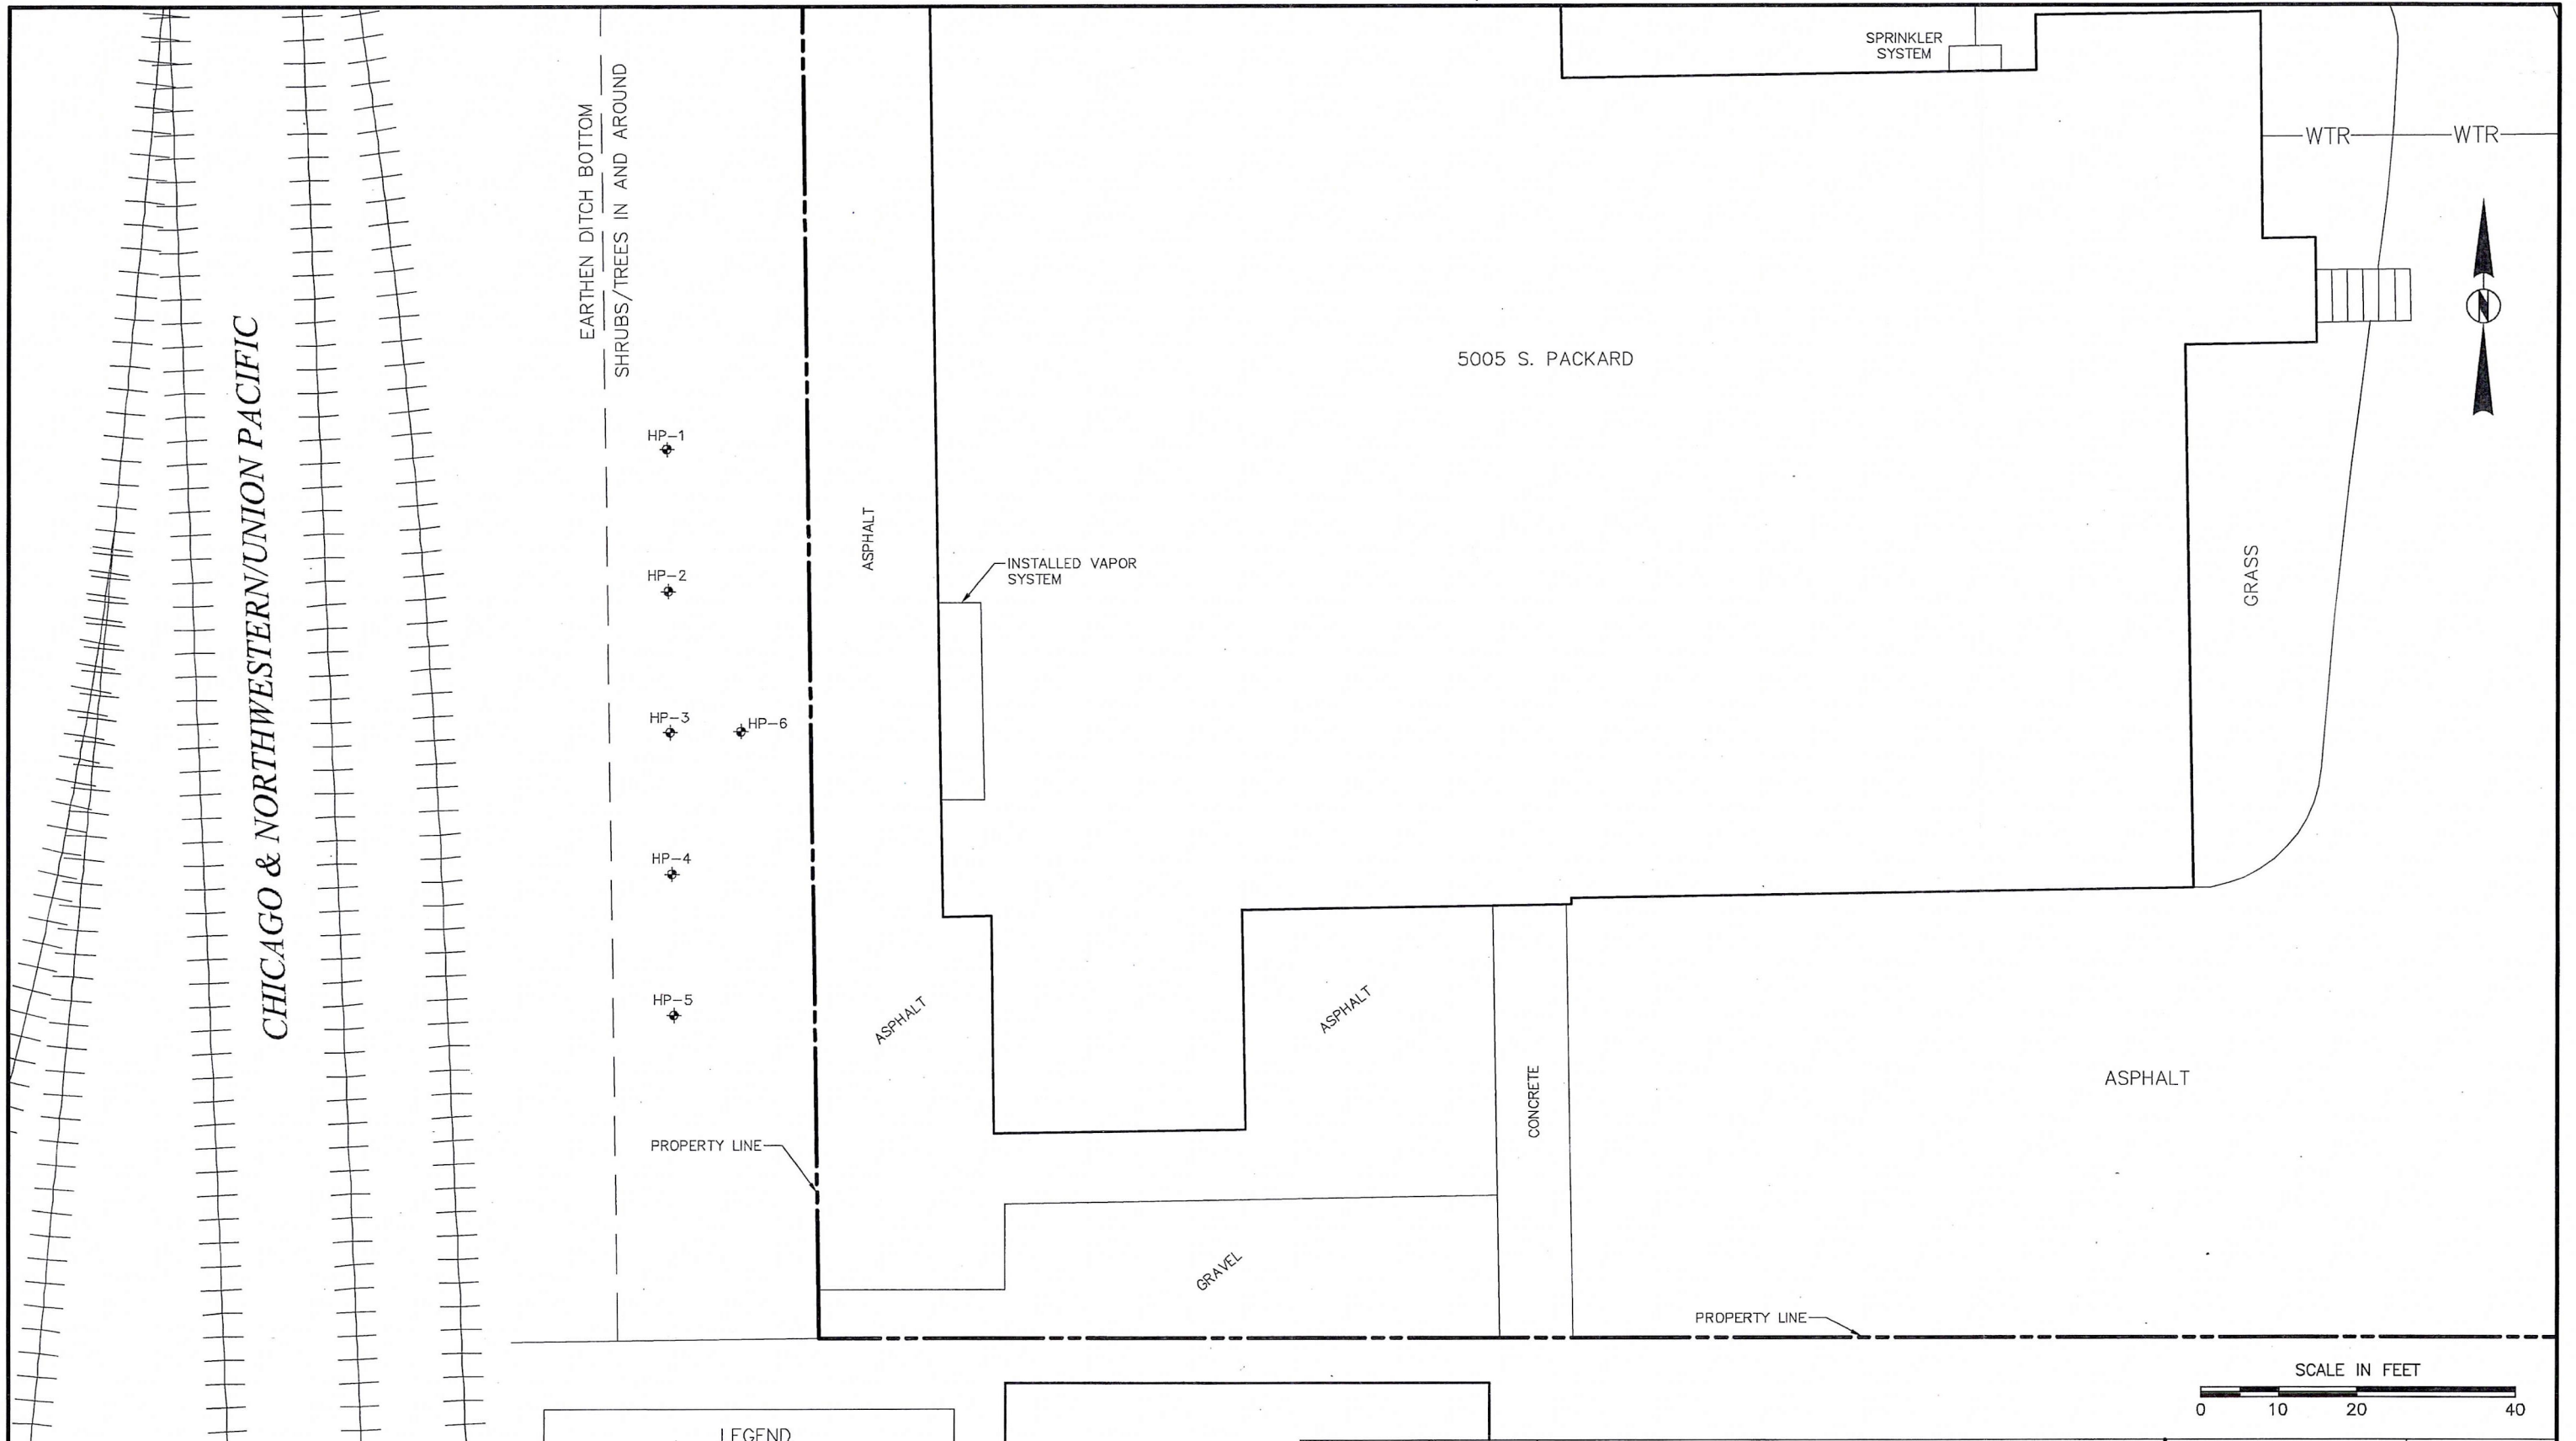 SPRINKLER
SYSTEM
WTR
WTR
EARTHEN DITCH BOTTOM
SHRUBS/TREES IN AND AROUND
N
CHICAGO & NORTHWESTERN/UNION PACIFIC
5005 S. PACKARD
HP-1
ASPHALT
INSTALLED VAPOR
SYSTEM
HP-2
GRASS
HP-3
HP-6
HP-4
HP-5
ASPHALT
ASPHALT
CONCRETE
ASPHALT
PROPERTY LINE
GRAVEL
PROPERTY LINE
SCALE IN FEET
0 10 20 40
LEGEND